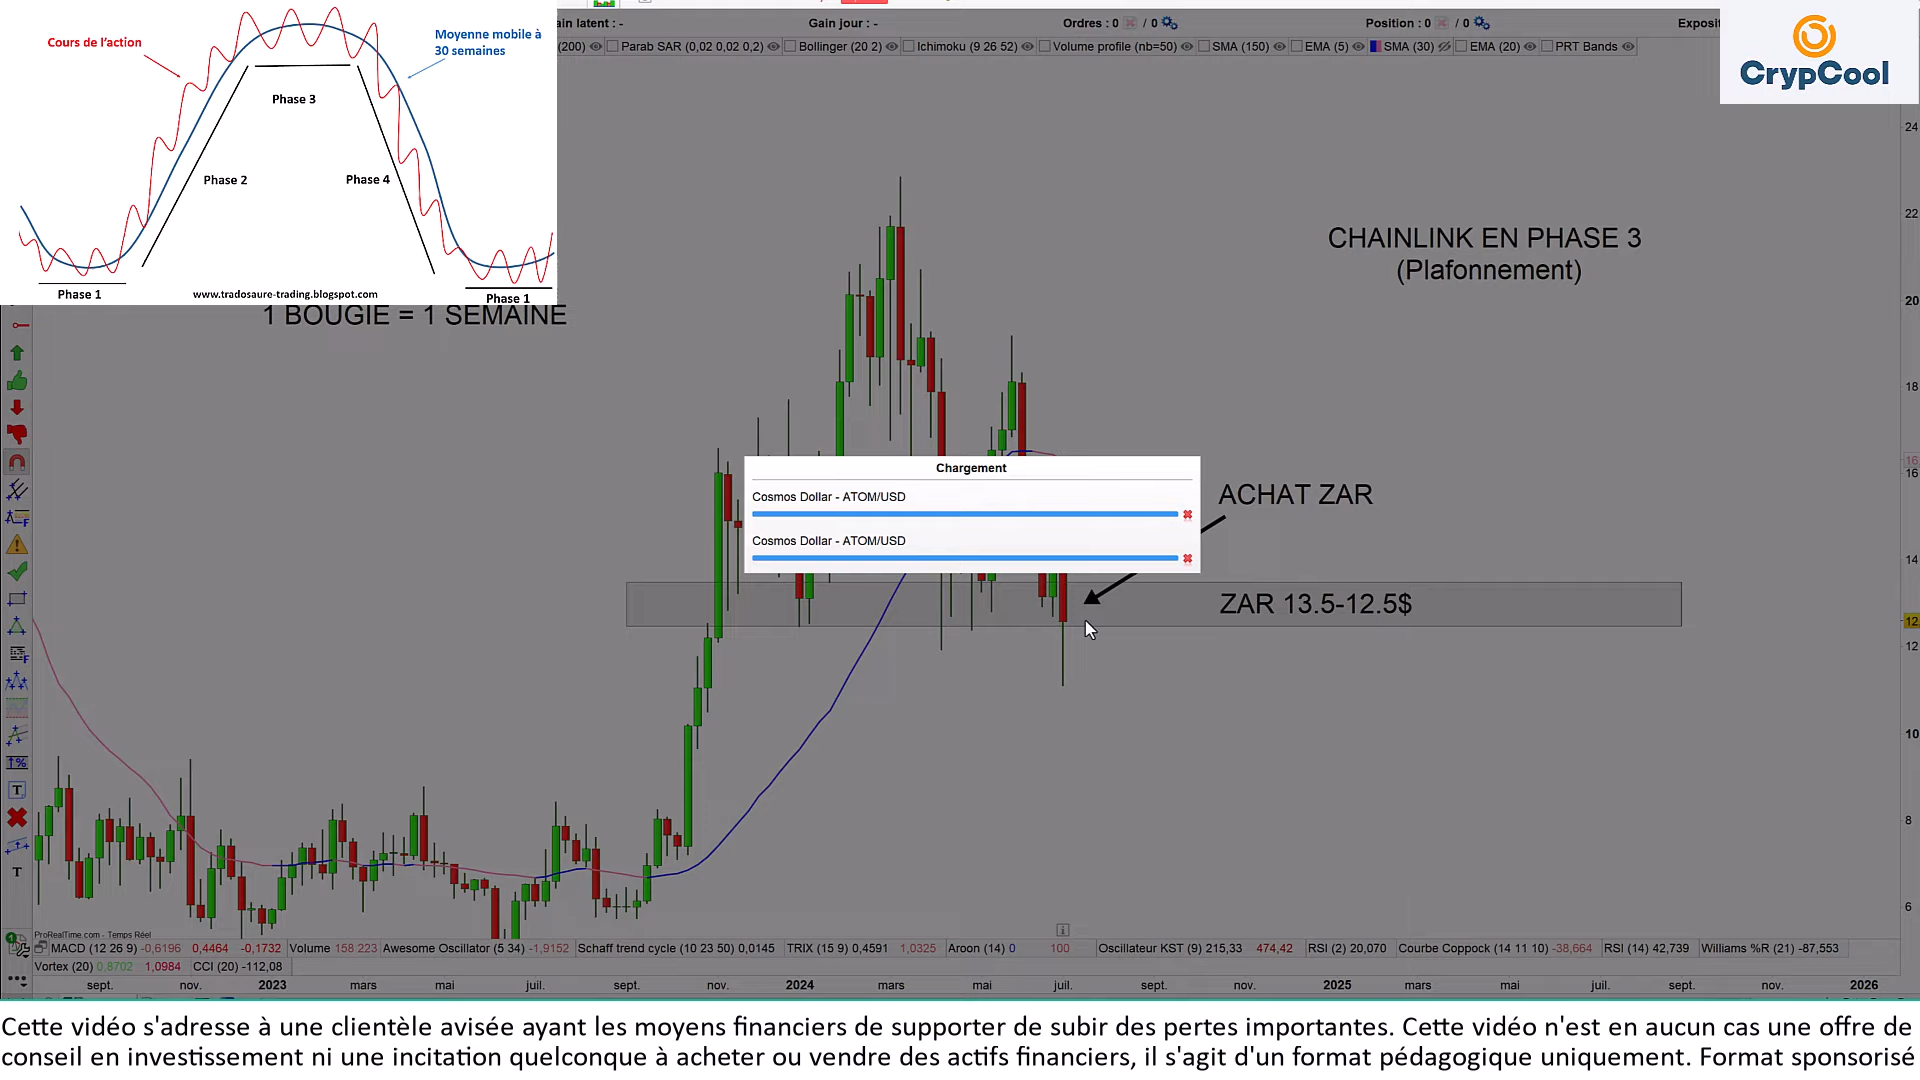 Cours de l'action
Moyenne mobile à
30 semaines
Phase 3
Phase 2
Phase 4
Phase 1
www.tradosaure-trading.blogspot.com
Phase 1
ain latent : -
Gain jour : -
Ordres : 0 / 0
Position : 0 / 0
(200)
Parab SAR (0,02 0,02 0,2)
Bollinger (20 2)
Ichimoku (9 26 52)
Volume profile (nb=50)
SMA (150)
EMA (5)
SMA (30)
EMA (20)
PRT Bands
CrypCool
CHAINLINK EN PHASE 3
(Plafonnement)
1 BOUGIE = 1 SEMAINE
24
22
20
18
16
16
14
12
12
10
8
6
Chargement
Cosmos Dollar - ATOM/USD
Cosmos Dollar - ATOM/USD
ACHAT ZAR
ZAR 13.5-12.5$
ProRealTime.com - Temps Réel
MACD (12 26 9) -0,6196 0,4464 -0,1732
Volume 158 223
Awesome Oscillator (5 34) -1,9152
Schaff trend cycle (10 23 50) 0,0145
TRIX (15 9) 0,4591 1,0325
Aroon (14) 0 100
Oscillateur KST (9) 215,33 474,42
RSI (2) 20,070
Courbe Coppock (14 11 10) -38,664
RSI (14) 42,739
Williams %R (21) -87,553
Vortex (20) 0,8702 1,0984
CCI (20) -112,08
sept. nov. 2023 mars mai juil. sept. nov. 2024 mars mai juil. sept. nov. 2025 mars mai juil. sept. nov. 2026
Cette vidéo s'adresse à une clientèle avisée ayant les moyens financiers de supporter de subir des pertes importantes. Cette vidéo n'est en aucun cas une offre de
conseil en investissement ni une incitation quelconque à acheter ou vendre des actifs financiers, il s'agit d'un format pédagogique uniquement. Format sponsorisé